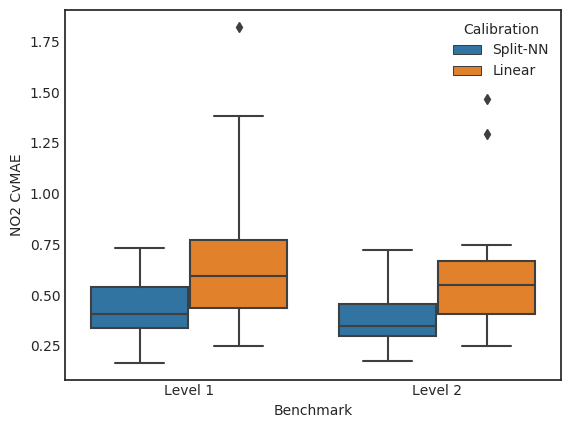 Calibration
Split-NN
Linear
NO2 CvMAE
1.75
1.50
1.25
1.00
0.75
0.50
0.25
Level 1
Level 2
Benchmark